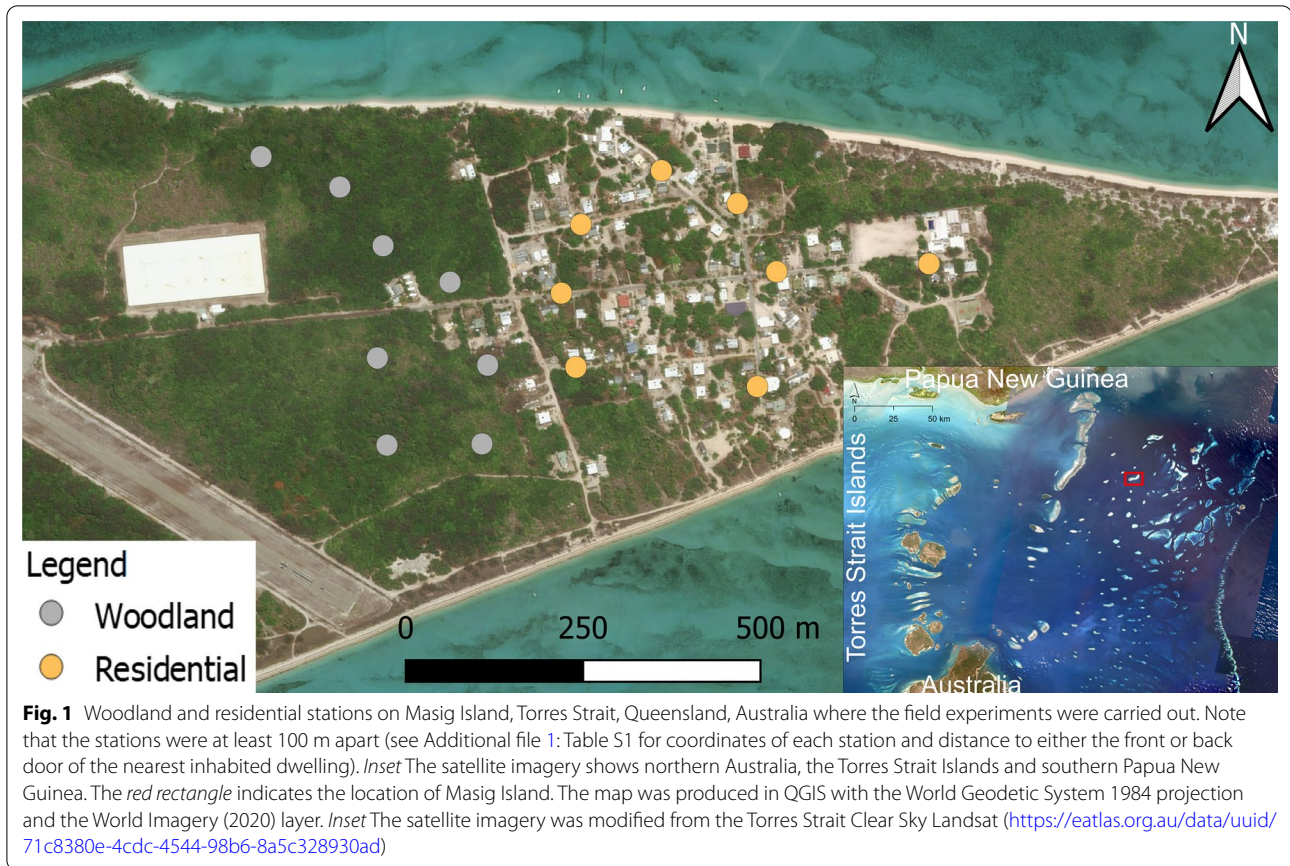 N
Papua New Guinea
N
0 25 50 km
Torres Strait Islands
Australia
Legend
Woodland
Residential
0 250 500 m
Fig. 1 Woodland and residential stations on Masig Island, Torres Strait, Queensland, Australia where the field experiments were carried out. Note
that the stations were at least 100 m apart (see Additional file 1: Table S1 for coordinates of each station and distance to either the front or back
door of the nearest inhabited dwelling). Inset The satellite imagery shows northern Australia, the Torres Strait Islands and southern Papua New
Guinea. The red rectangle indicates the location of Masig Island. The map was produced in QGIS with the World Geodetic System 1984 projection
and the World Imagery (2020) layer. Inset The satellite imagery was modified from the Torres Strait Clear Sky Landsat (https://eatlas.org.au/data/uuid/
71c8380e-4cdc-4544-98b6-8a5c328930ad)